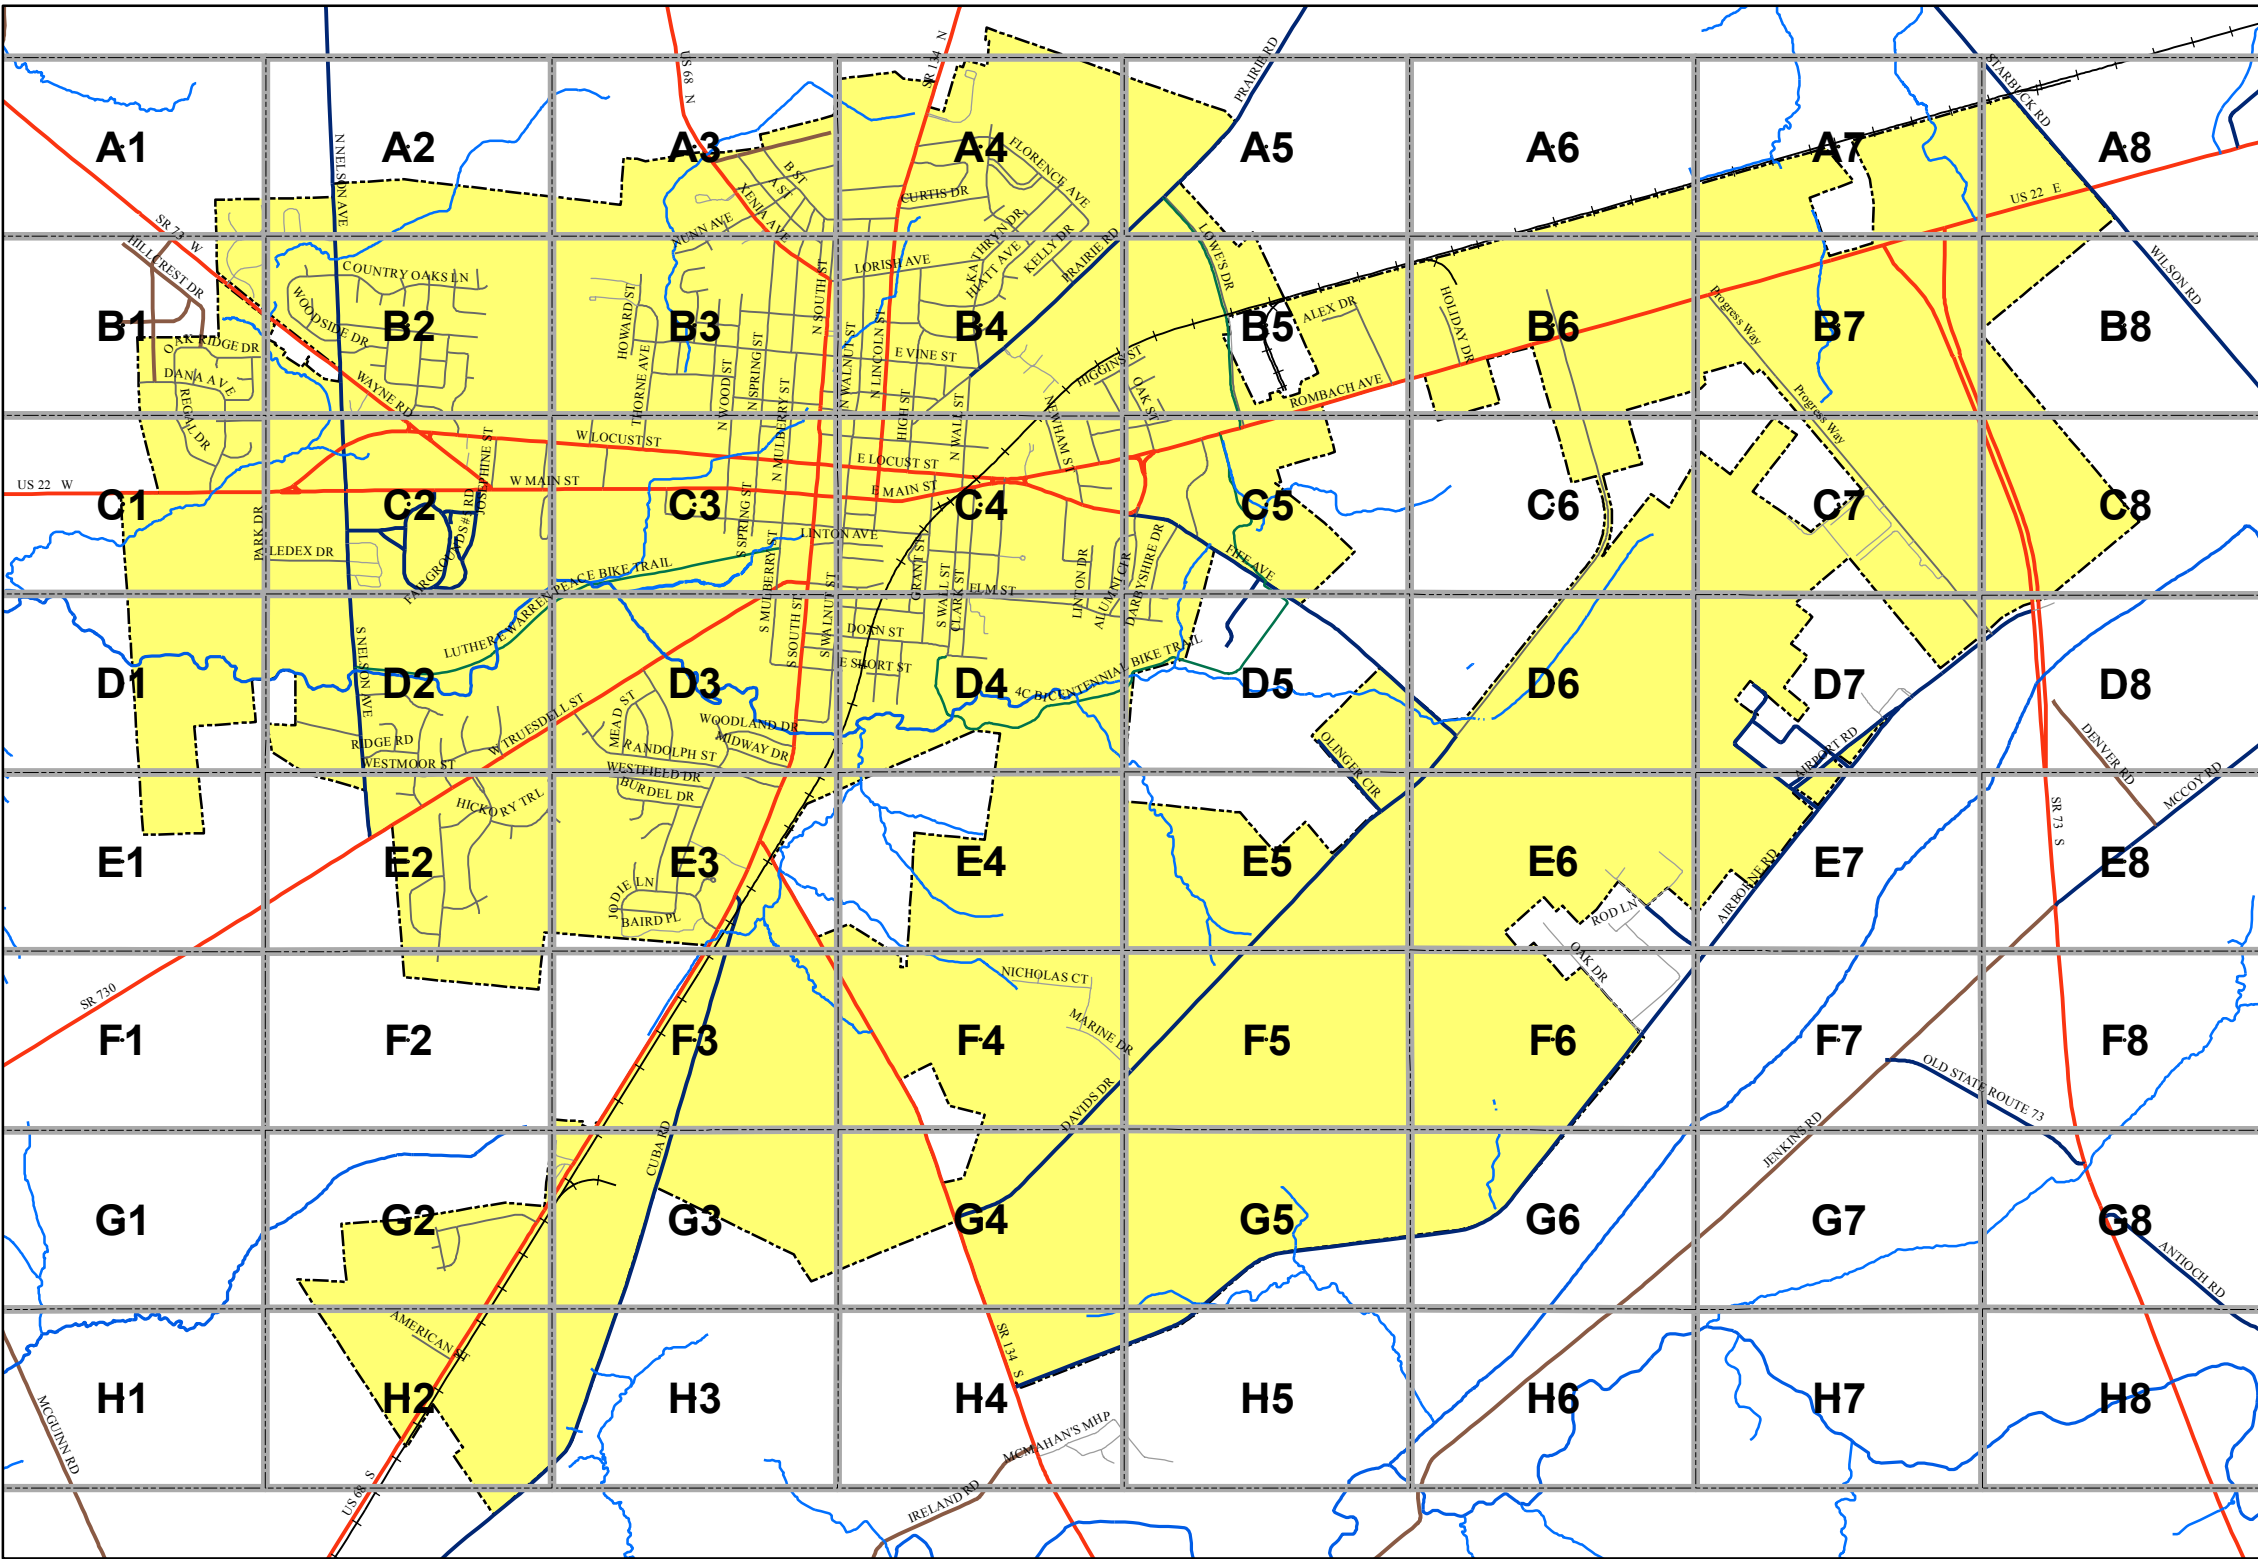 US 68 N
SR 134 N
PRAIRIE RD
STARBUCK RD
A1
A2
A3
A4
A5
A6
A7
A8
N NELSON AVE
B ST
A ST
XENIA AVE
NUNN AVE
CURTIS DR
FLORENCE AVE
US 22 E
SR 73 W
HILLCREST DR
COUNTRY OAKS LN
WOODSIDE DR
LORISH AVE
KATHRYN DR
HIATT AVE
KELLY DR
PRAIRIE RD
LOWE'S DR
WILSON RD
B1
B2
B3
B4
B5
B6
B7
B8
HOWARD ST
N SOUTH ST
ALEX DR
HOLIDAY DR
Progress Way
OAK RIDGE DR
DANA AVE
REGILL DR
WAYNE RD
THORNE AVE
N WOOD ST
N SPRING ST
N MULBERRY ST
N WALNUT ST
N LINCOLN ST
E VINE ST
HIGH ST
N WALL ST
HIGGINS ST
OAK ST
NEWHAM ST
ROMBACH AVE
Progress Way
W LOCUST ST
E LOCUST ST
US 22 W
W MAIN ST
E MAIN ST
JOSEPHINE ST
C1
C2
C3
C4
C5
C6
C7
C8
PARK DR
LEDEX DR
FAIRGROUNDS #2 RD
S SPRING ST
S MULBERRY ST
LINTON AVE
GRANT ST
S WALL ST
CLARK ST
ELM ST
LINTON DR
ALUMNI CIR
DARBYSHIRE DR
FIFE AVE
LUTHER E WARREN PEACE BIKE TRAIL
S NELSON AVE
S SOUTH ST
S WALNUT ST
DOAN ST
E SHORT ST
4C BICENTENNIAL BIKE TRAIL
D1
D2
D3
D4
D5
D6
D7
D8
RIDGE RD
WESTMOOR ST
W TRUESDELL ST
MEAD ST
RANDOLPH ST
WOODLAND DR
MIDWAY DR
WESTFIELD DR
BURDEL DR
HICKORY TRL
OLINGER CIR
AIRPORT RD
DENVER RD
MCCOY RD
SR 73 S
E1
E2
E3
E4
E5
E6
E7
E8
JODIE LN
BAIRD PL
ROD LN
OAK DR
AIRBORNE RD
SR 730
NICHOLAS CT
MARINE DR
F1
F2
F3
F4
F5
F6
F7
F8
DAVIDS DR
CUBA RD
JENKINS RD
OLD STATE ROUTE 73
G1
G2
G3
G4
G5
G6
G7
G8
ANTIOCH RD
AMERICAN ST
SR 134 S
H1
H2
H3
H4
H5
H6
H7
H8
MCGUINN RD
US 68 S
MCMAHAN'S MHP
IRELAND RD